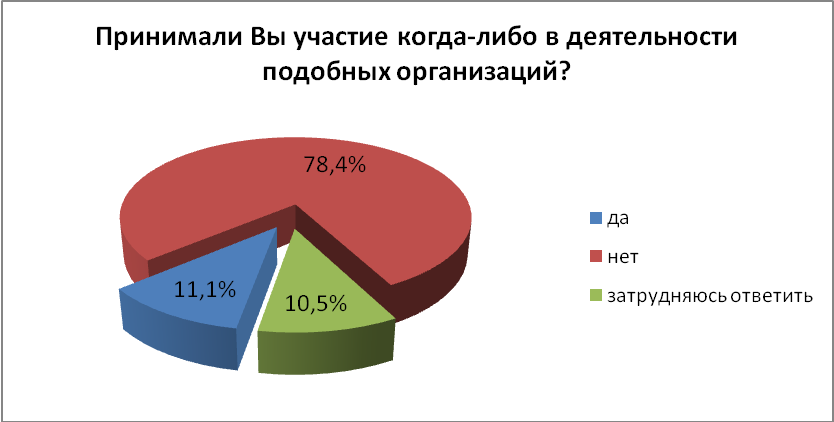 Принимали Вы участие когда-либо в деятельности
подобных организаций?
78,4%
11,1%
10,5%
да
нет
затрудняюсь ответить